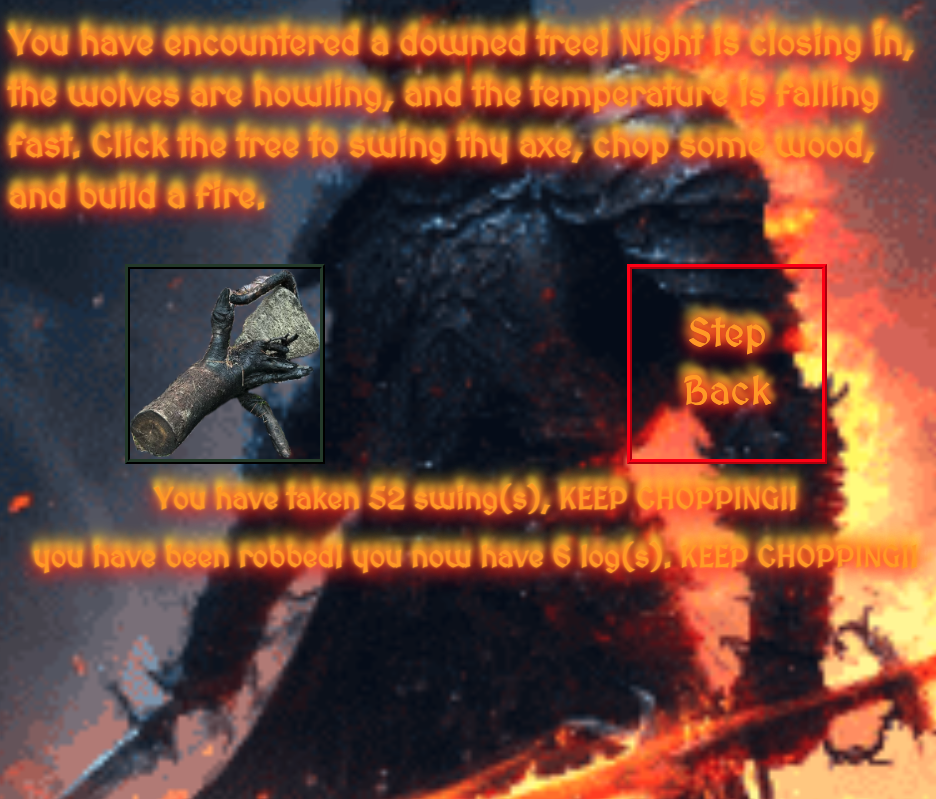 You have encountered a downed tree! Night is closing in,
the wolves are howling, and the temperature is falling
fast. Click the tree to swing thy axe, chop some wood,
and build a fire.
Step
Back
You have taken 52 swing(s), KEEP CHOPPING!!
you have been robbed! you now have 6 log(s). KEEP CHOPPING!!